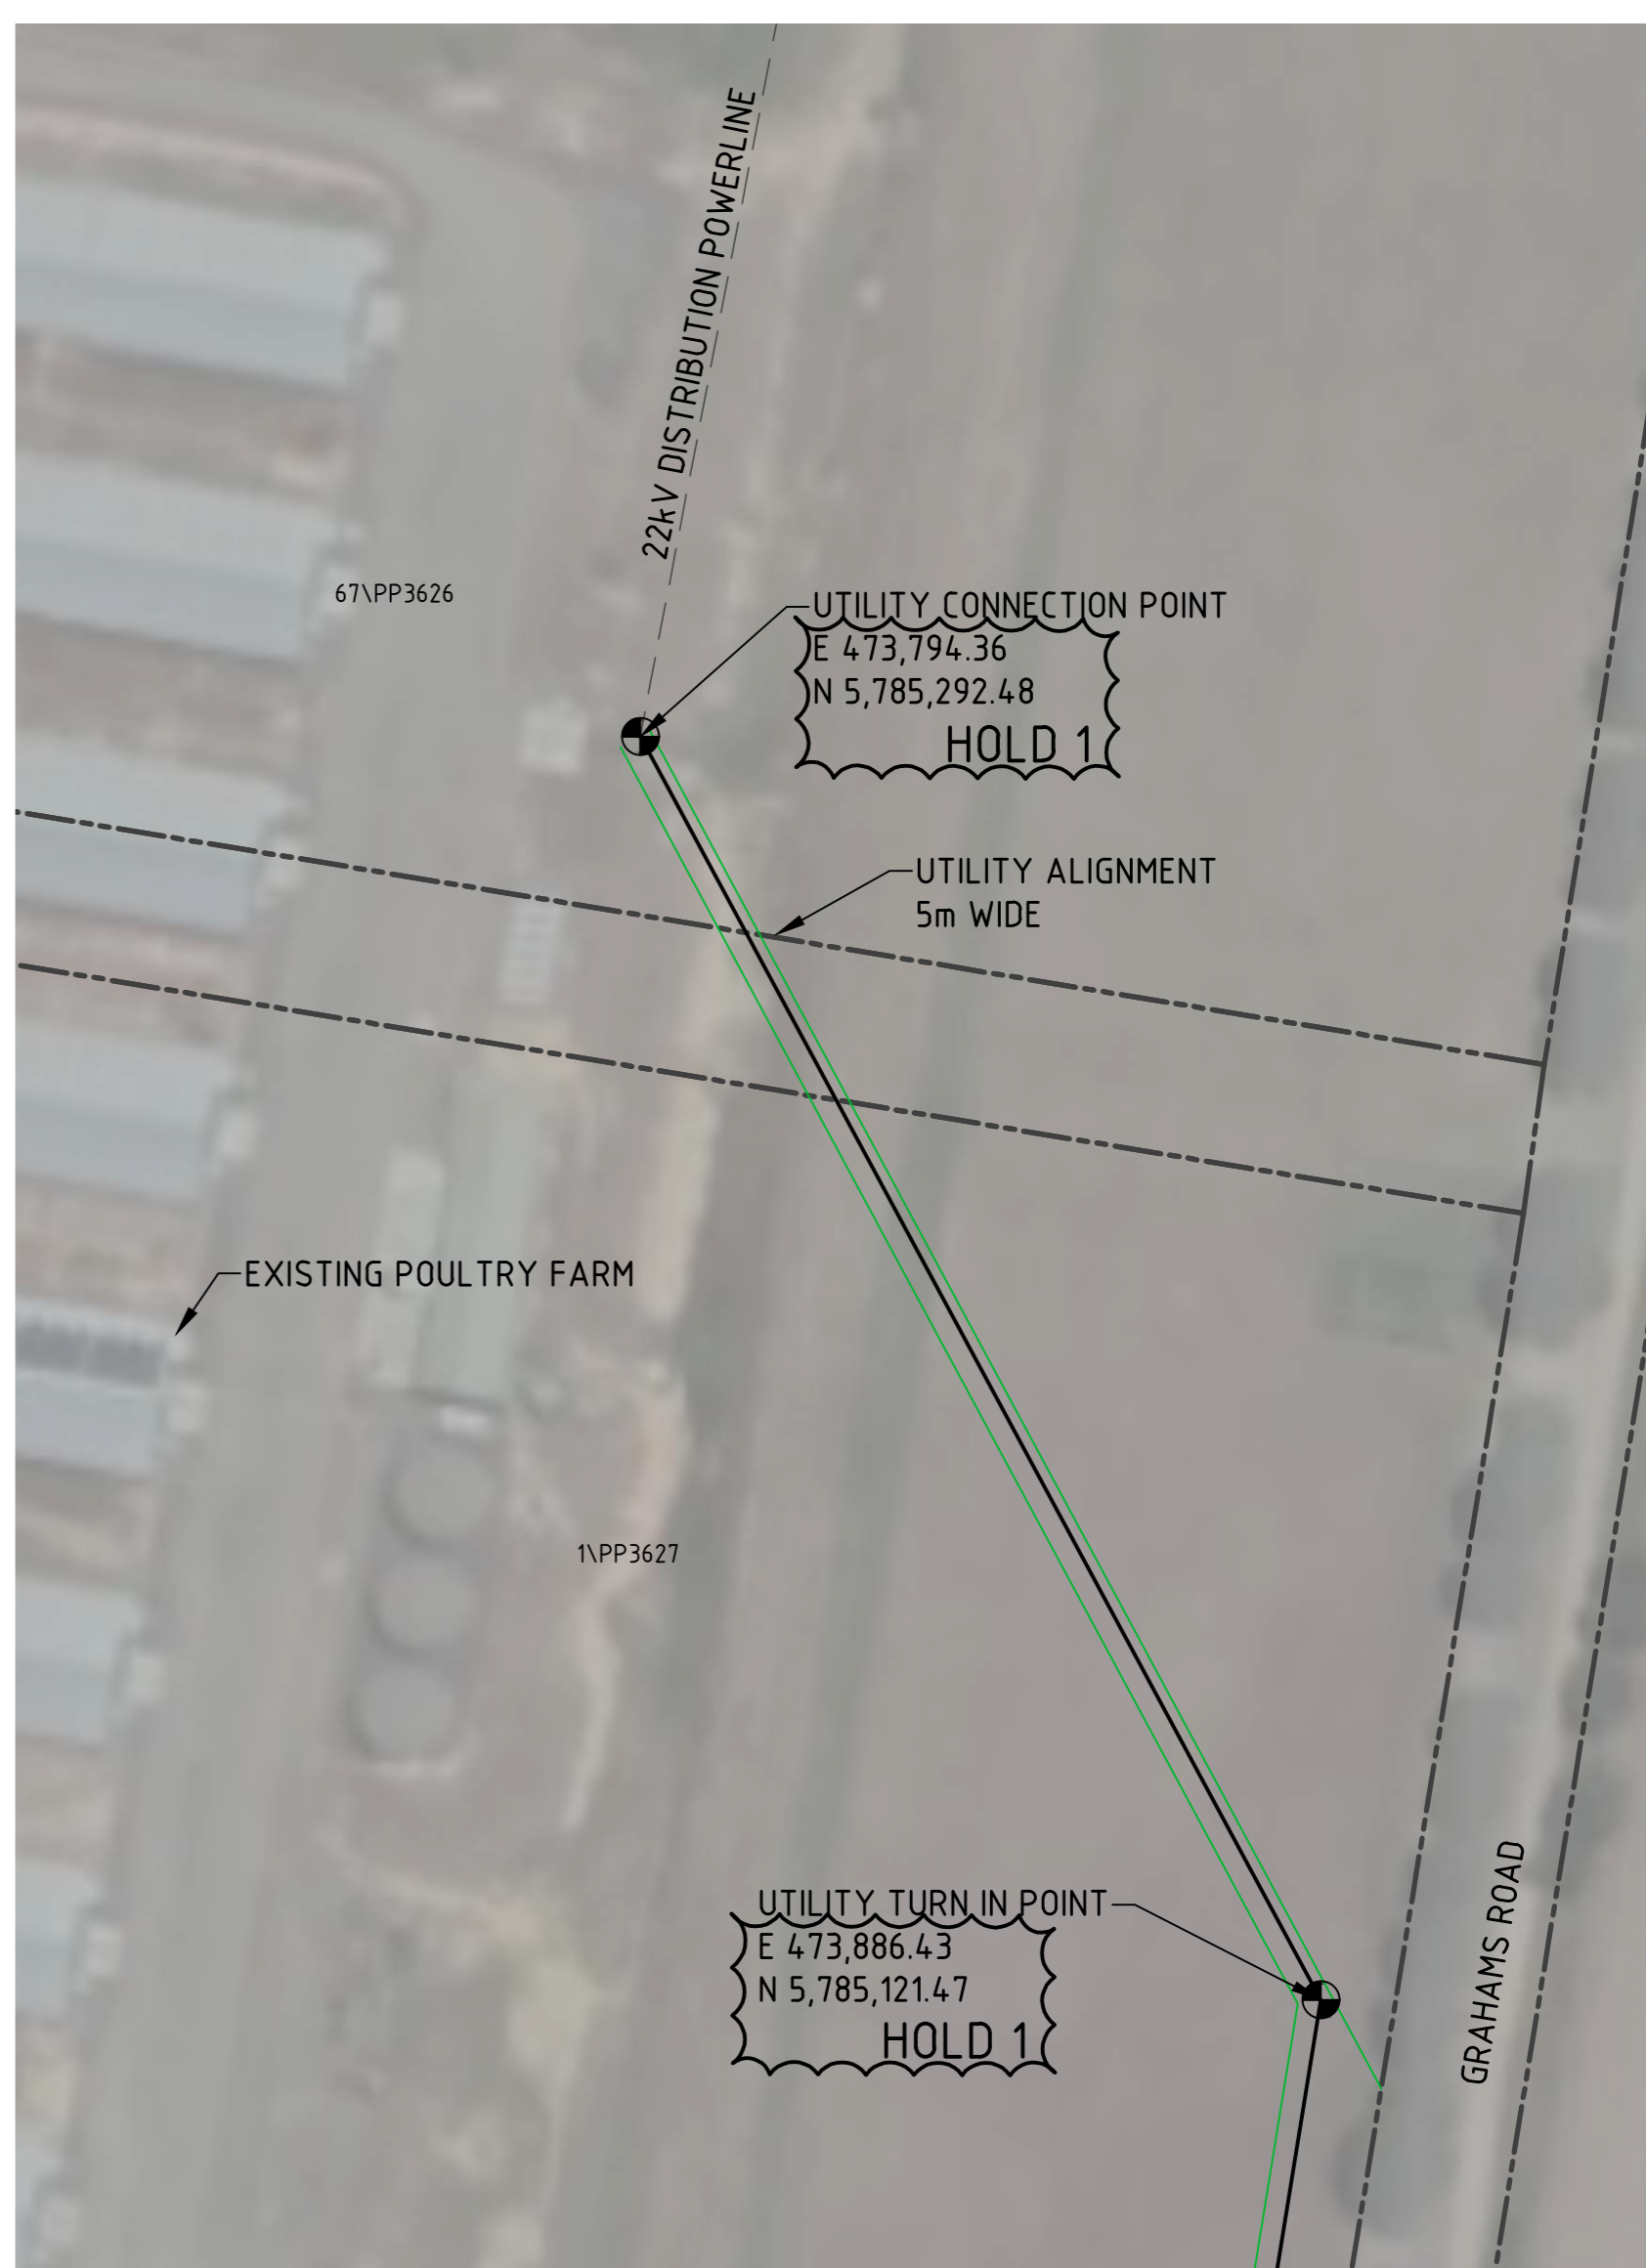 22kV DISTRIBUTION POWERLINE
67\PP3626
UTILITY CONNECTION POINT
E 473,794.36
N 5,785,292.48
HOLD 1
UTILITY ALIGNMENT
5m WIDE
EXISTING POULTRY FARM
1\PP3627
UTILITY TURN IN POINT
E 473,886.43
N 5,785,121.47
HOLD 1
GRAHAMS ROAD